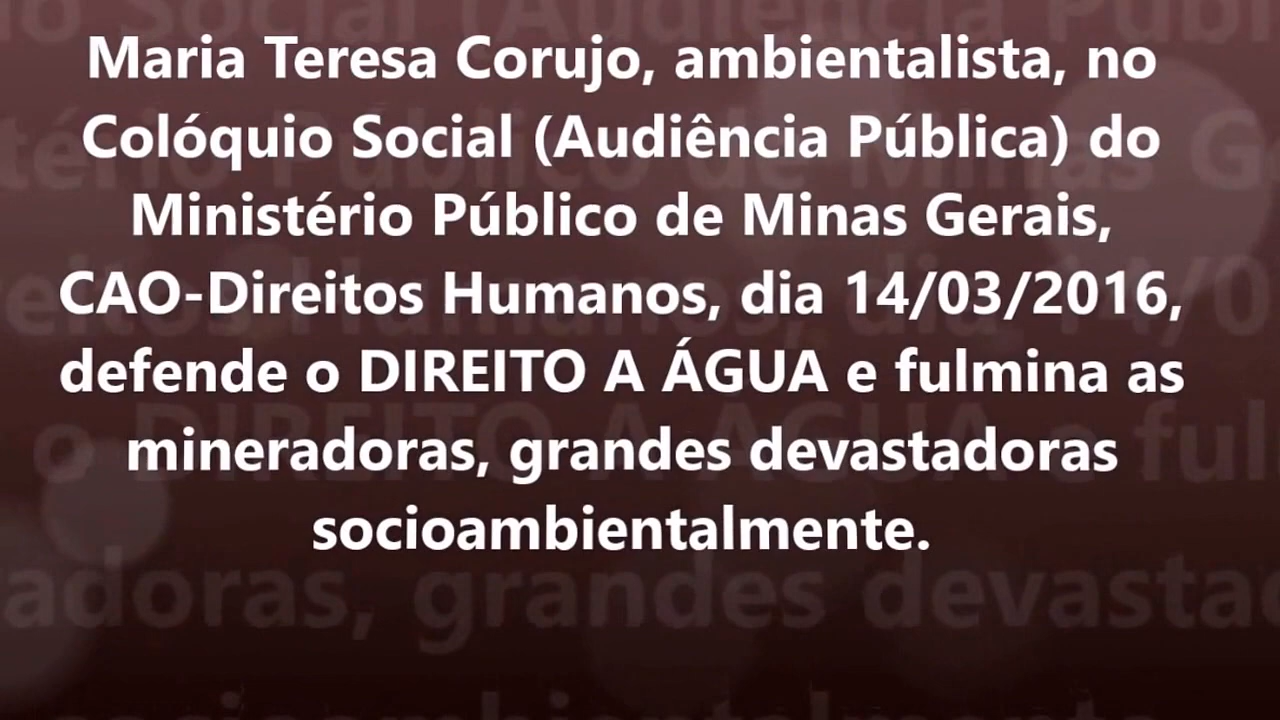 Maria Teresa Corujo, ambientalista, no
Colóquio Social (Audiência Pública) do
Ministério Público de Minas Gerais,
CAO-Direitos Humanos, dia 14/03/2016,
defende o DIREITO A ÁGUA e fulmina as
mineradoras, grandes devastadoras
socioambientalmente.